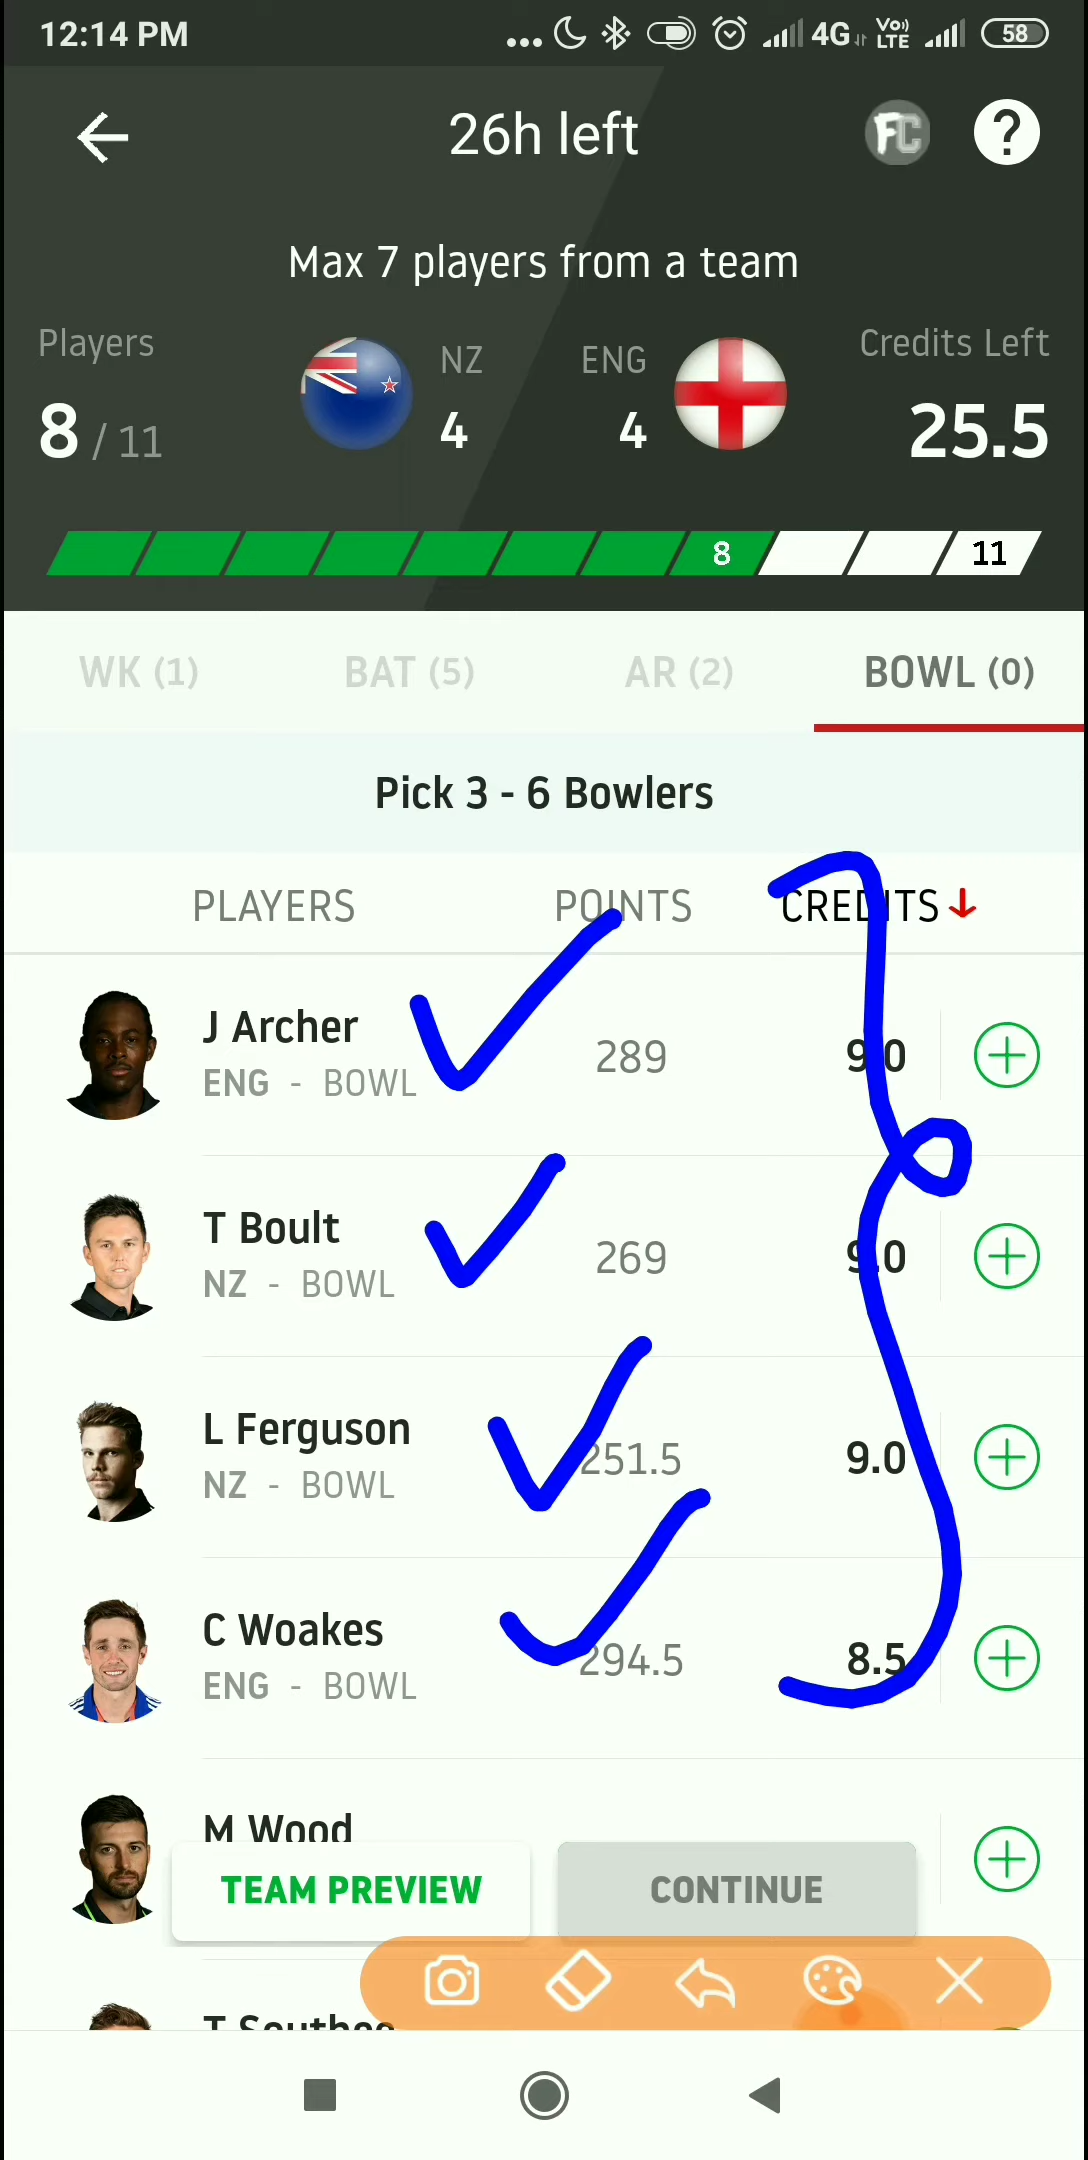 12:14 PM 4G VoLTE 58
26h left FC ?
Max 7 players from a team
Players NZ ENG Credits Left
8 / 11 4 4 25.5
8 11
WK (1) BAT (5) AR (2) BOWL (0)
Pick 3 - 6 Bowlers
PLAYERS POINTS CREDITS
J Archer
ENG - BOWL 289 9.0
T Boult
NZ - BOWL 269 9.0
L Ferguson
NZ - BOWL 251.5 9.0
C Woakes
ENG - BOWL 294.5 8.5
M Wood
TEAM PREVIEW CONTINUE
T Southee